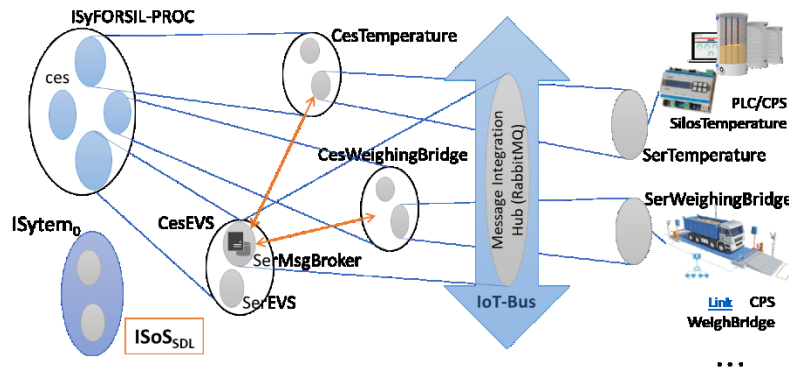 ISyFORSIL-PROC
ces
CesTemperature
PLC/CPS
SilosTemperature
SerTemperature
CesWeighingBridge
Message Integration
Hub (RabbitMQ)
SerWeighingBridge
CesEVS
ISytem0
SerMsgBroker
SerEVS
IoT-Bus
Link CPS
WeighBridge
ISoSSDL
...